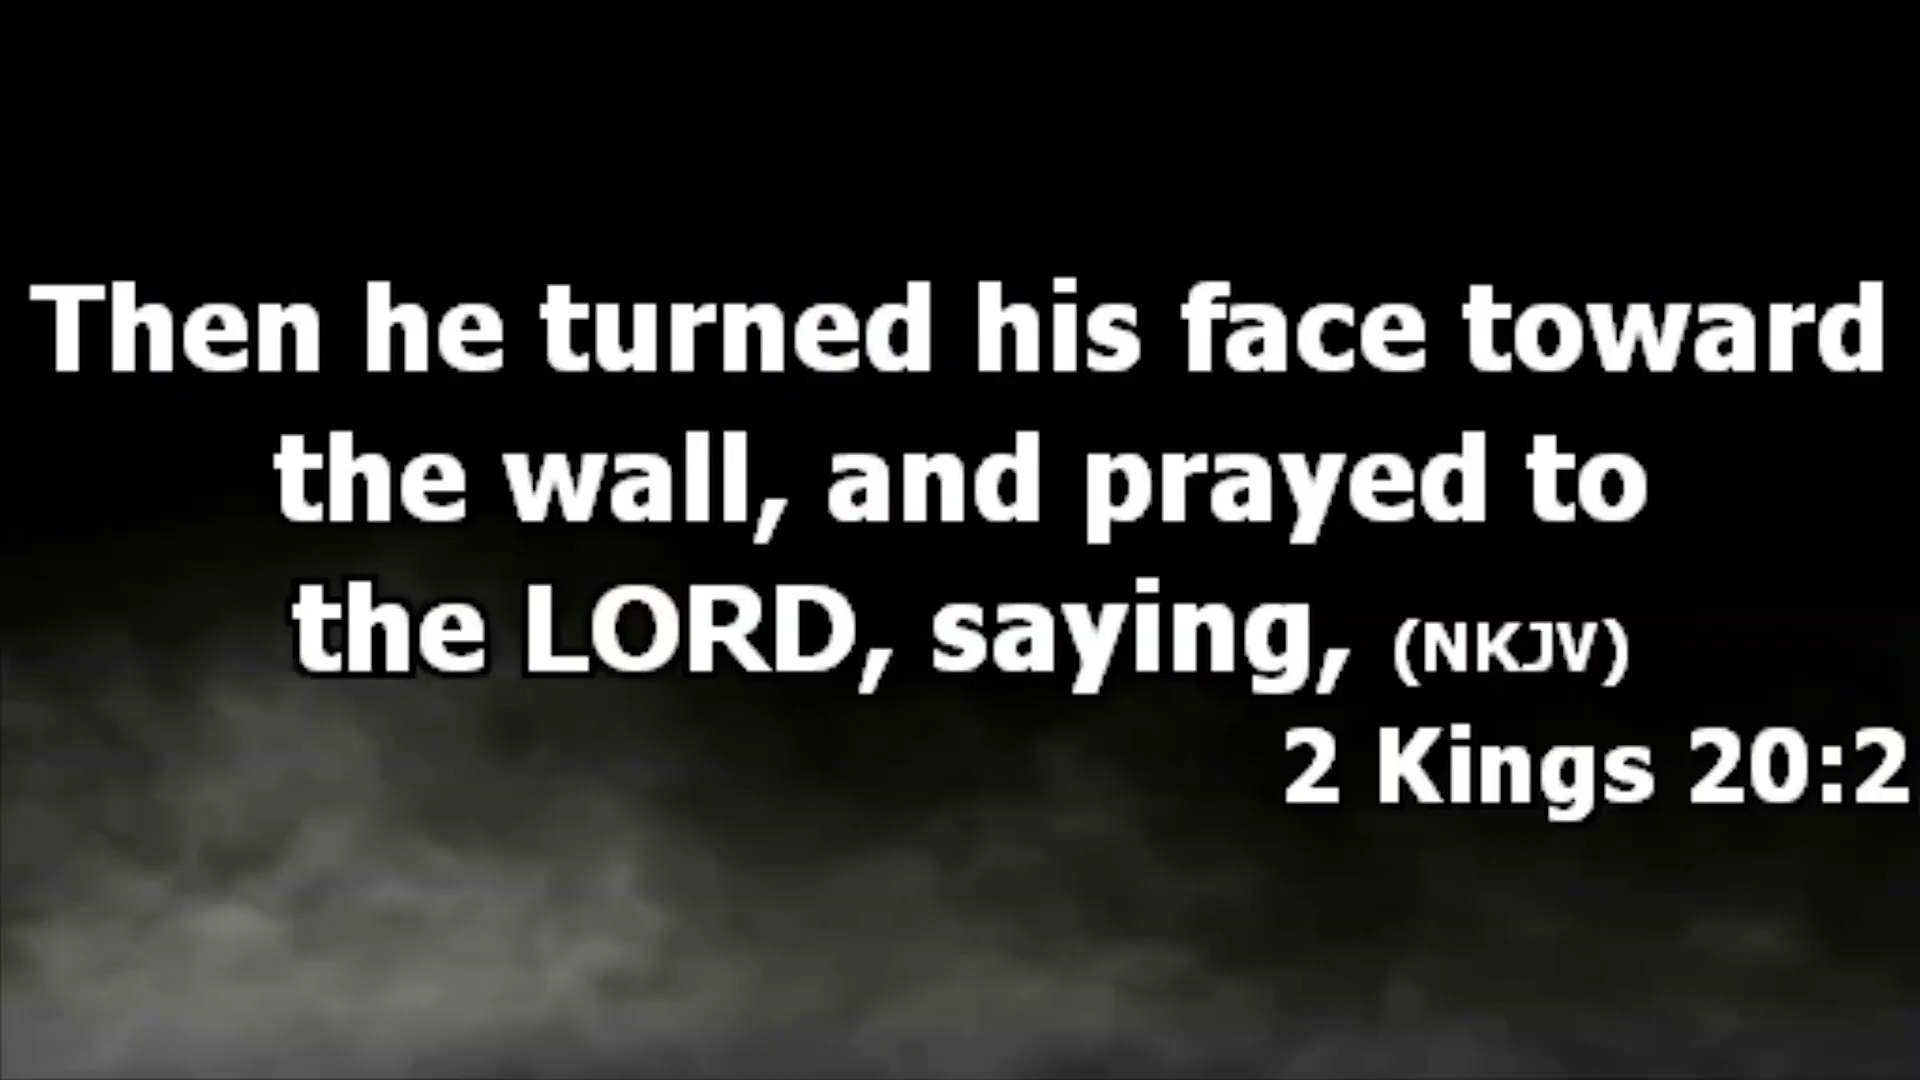 Then he turned his face toward
the wall, and prayed to
the LORD, saying, (NKJV)
2 Kings 20:2